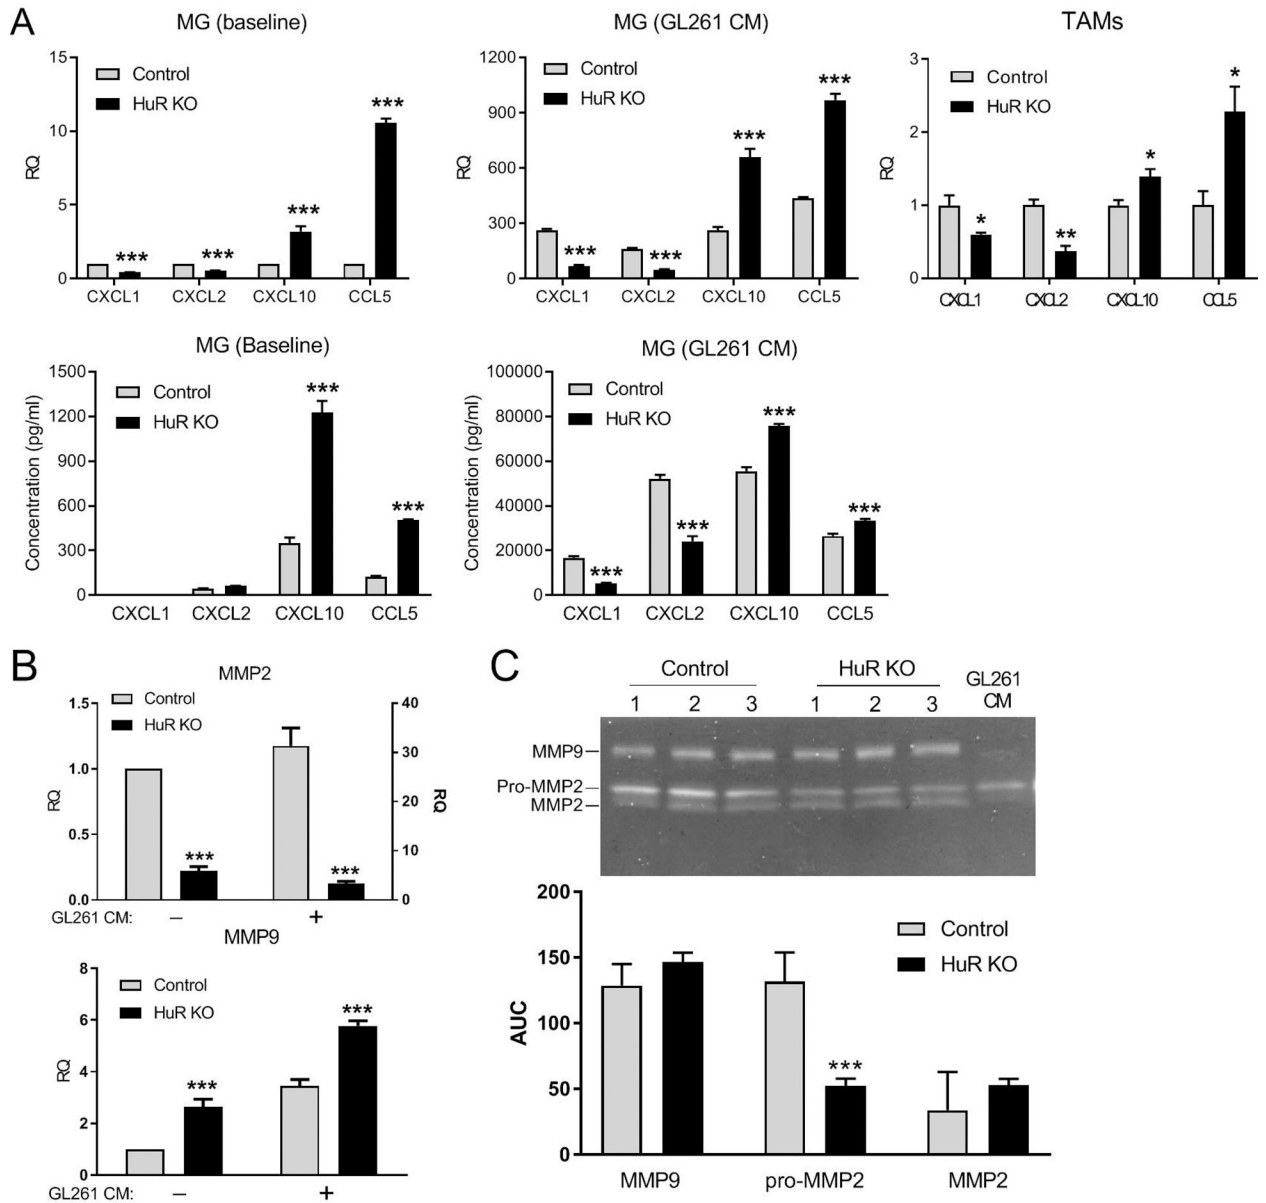 A
MG (baseline)
15
10
5
0
RQ
Control
HuR KO
***
***
***
***
CXCL1 CXCL2 CXCL10 CCL5
MG (GL261 CM)
1200
900
600
300
0
RQ
Control
HuR KO
***
***
***
***
CXCL1 CXCL2 CXCL10 CCL5
TAMs
3
2
1
0
RQ
Control
HuR KO
*
**
*
*
CXCL1 CXCL2 CXCL10 CCL5
MG (Baseline)
1500
1200
900
600
300
0
Concentration (pg/ml)
Control
HuR KO
***
***
CXCL1 CXCL2 CXCL10 CCL5
MG (GL261 CM)
100000
80000
60000
40000
20000
0
Concentration (pg/ml)
Control
HuR KO
***
***
***
***
CXCL1 CXCL2 CXCL10 CCL5
B
MMP2
Control
HuR KO
1.5
1.0
0.5
0.0
RQ
40
30
20
10
0
RQ
***
***
GL261 CM: – +
MMP9
Control
HuR KO
8
6
4
2
0
RQ
***
***
GL261 CM: – +
C
Control HuR KO GL261
CM
1 2 3 1 2 3
MMP9
Pro-MMP2
MMP2
200
150
100
50
0
AUC
Control
HuR KO
***
MMP9 pro-MMP2 MMP2